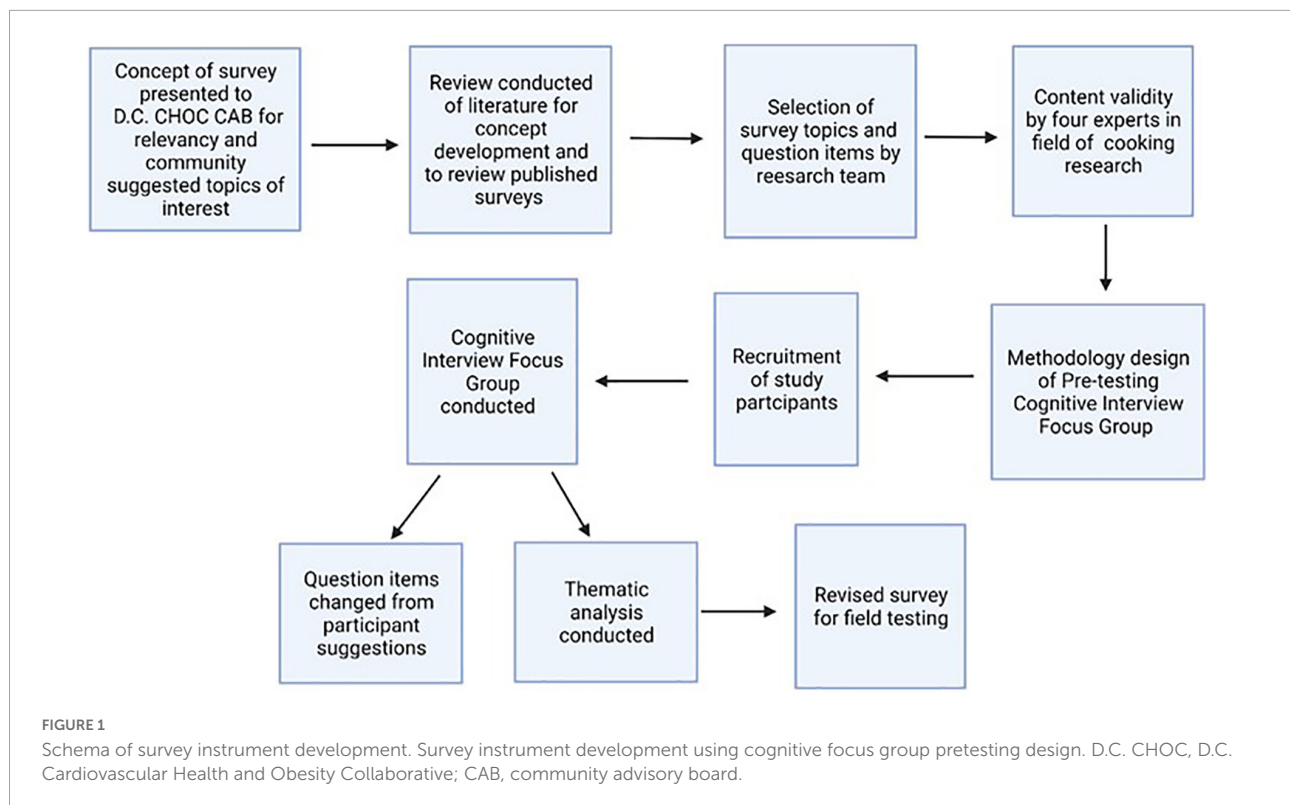 Concept of survey
presented to
D.C. CHOC CAB for
relevancy and
community
suggested topics of
interest
Review conducted
of literature for
concept
development and
to review published
surveys
Selection of
survey topics and
question items by
reesarch team
Content validity
by four experts in
field of cooking
research
Methodology design
of Pre-testing
Cognitive Interview
Focus Group
Recruitment
of study
partcipants
Cognitive
Interview Focus
Group
conducted
Question items
changed from
participant
suggestions
Thematic
analysis
conducted
Revised survey
for field testing
FIGURE 1
Schema of survey instrument development. Survey instrument development using cognitive focus group pretesting design. D.C. CHOC, D.C.
Cardiovascular Health and Obesity Collaborative; CAB, community advisory board.